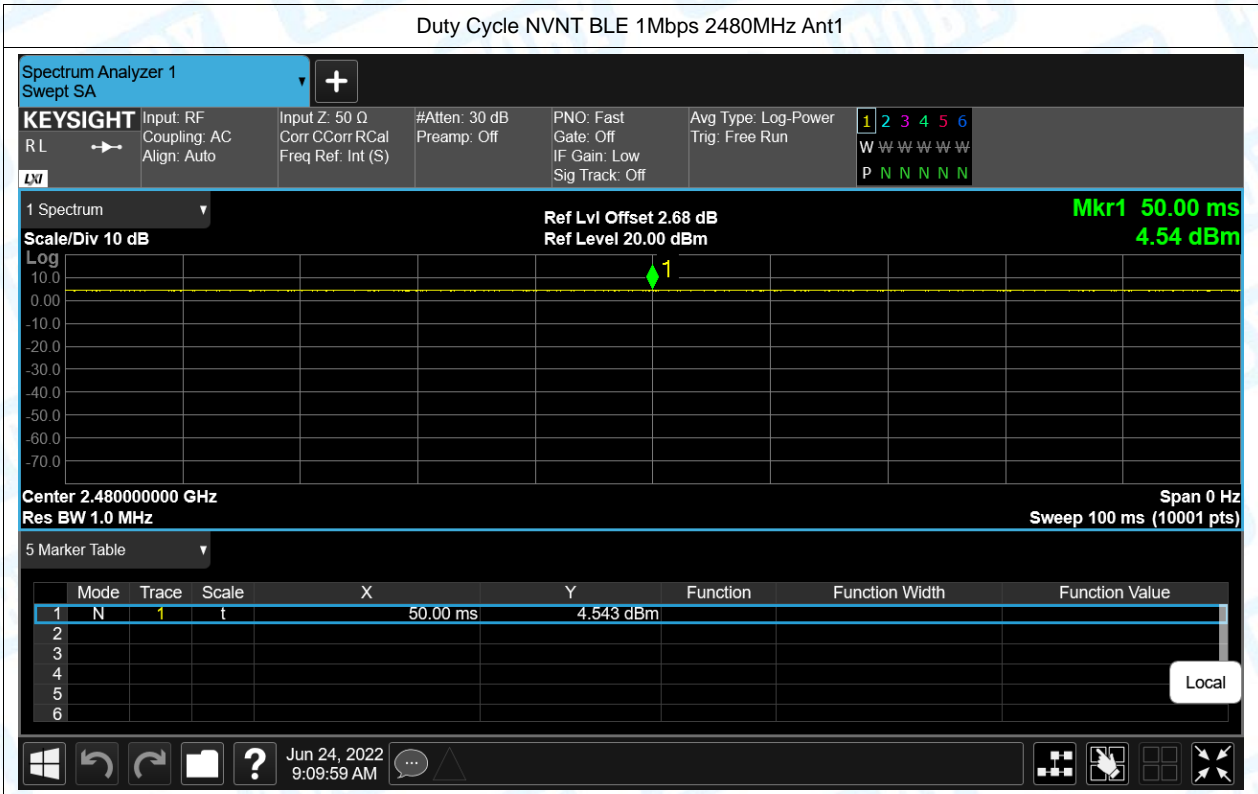 Duty Cycle NVNT BLE 1Mbps 2480MHz Ant1
Spectrum Analyzer 1
Swept SA
KEYSIGHT
R L
LXI
Input: RF
Coupling: AC
Align: Auto
Input Z: 50 Ω
Corr CCorr RCal
Freq Ref: Int (S)
#Atten: 30 dB
Preamp: Off
PNO: Fast
Gate: Off
IF Gain: Low
Sig Track: Off
Avg Type: Log-Power
Trig: Free Run
1 2 3 4 5 6
W W W W W W
P N N N N N
1 Spectrum
Scale/Div 10 dB
Ref Lvl Offset 2.68 dB
Ref Level 20.00 dBm
Mkr1 50.00 ms
4.54 dBm
Log
10.0
0.00
-10.0
-20.0
-30.0
-40.0
-50.0
-60.0
-70.0
1
Center 2.480000000 GHz
Res BW 1.0 MHz
Span 0 Hz
Sweep 100 ms (10001 pts)
5 Marker Table
Mode Trace Scale X Y Function Function Width Function Value
1 N 1 t 50.00 ms 4.543 dBm
2
3
4
5
6
Local
?
Jun 24, 2022
9:09:59 AM